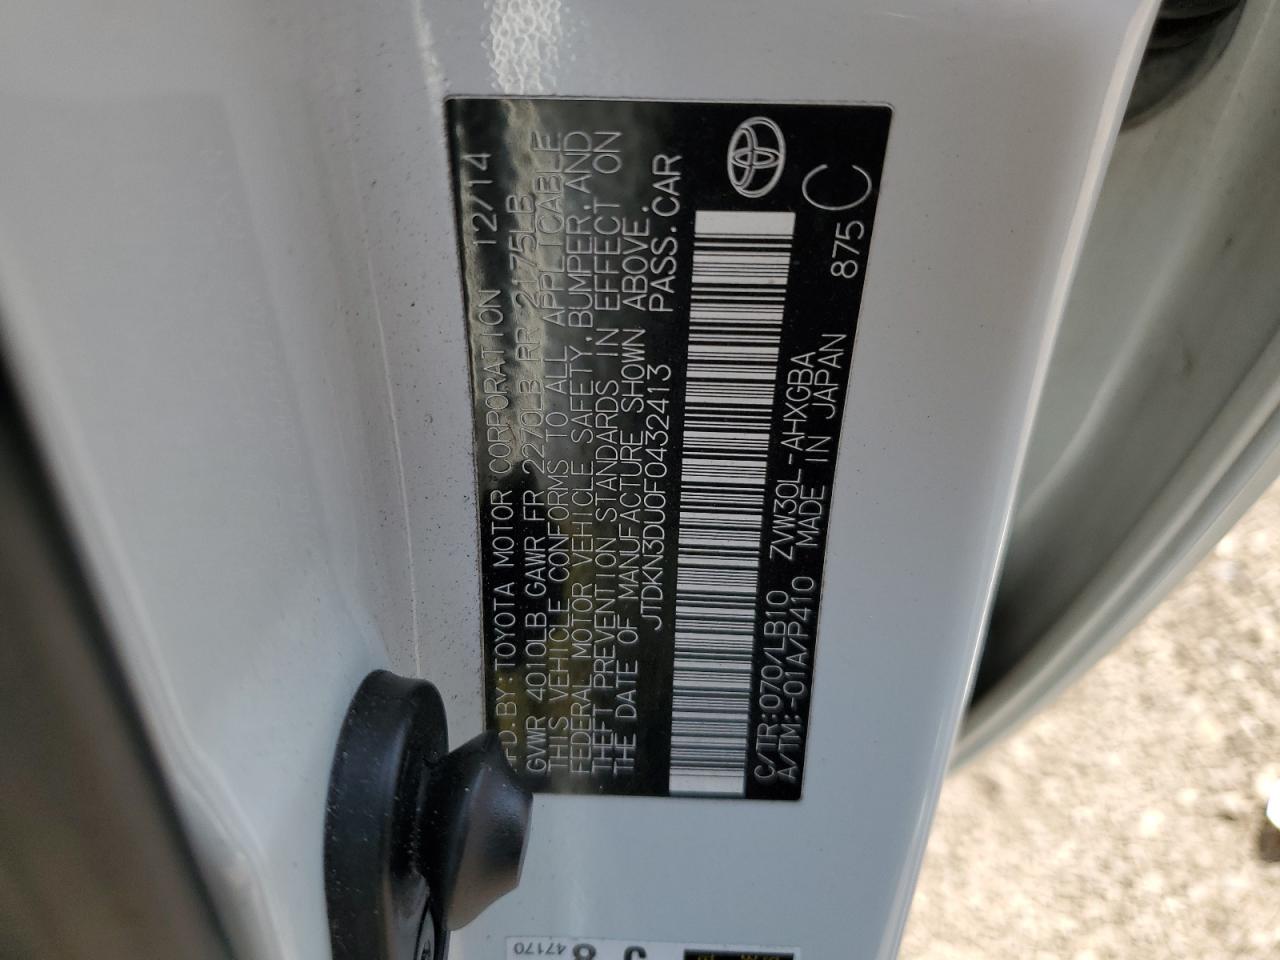 MFD. BY: TOYOTA MOTOR CORPORATION 12/14
GVWR 4010LB GAWR FR 2270LB RR 2175LB
THIS VEHICLE CONFORMS TO ALL APPLICABLE
FEDERAL MOTOR VEHICLE SAFETY, BUMPER, AND
THEFT PREVENTION STANDARDS IN EFFECT ON
THE DATE OF MANUFACTURE SHOWN ABOVE.
JTDKN3DU0F0432413 PASS.CAR
C/TR:070/LB10 ZVW30L-AHXGBA 875 C
A/TM:-01A/P410 MADE IN JAPAN
47170